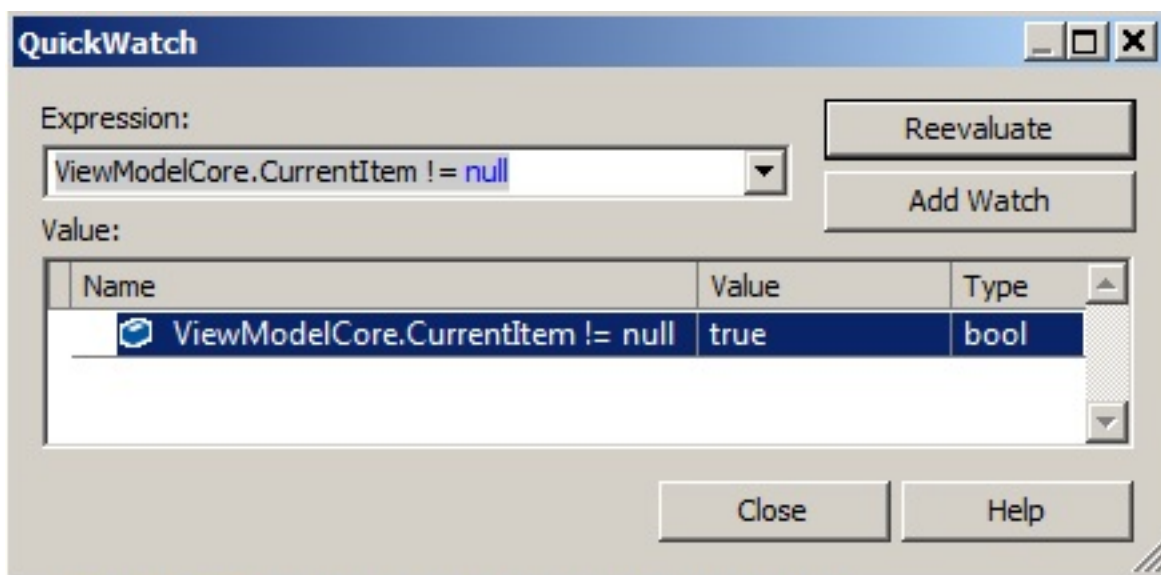 QuickWatch
Expression:
Reevaluate
ViewModelCore.CurrentItem != null
Add Watch
Value:
Name Value Type
ViewModelCore.CurrentItem != null true bool
Close Help